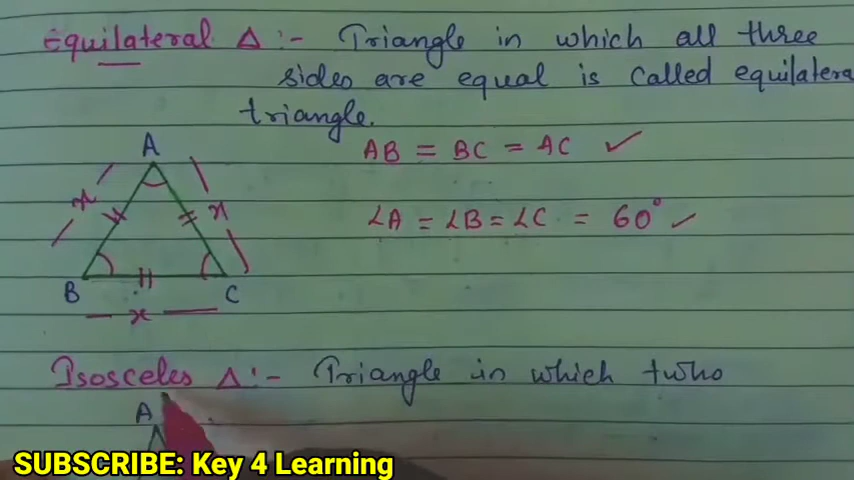 Equilateral Δ :- Triangle in which all three
sides are equal is called equilatera
triangle.
A
AB = BC = AC ✓
x
x
∠A = ∠B = ∠C = 60° ✓
B
C
x
Isosceles Δ :- Triangle in which twho
A
SUBSCRIBE: Key 4 Learning